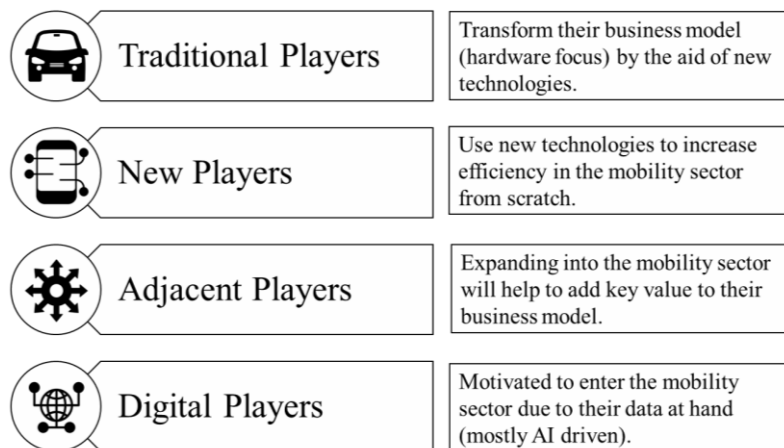 Traditional Players
Transform their business model
(hardware focus) by the aid of new
technologies.
New Players
Use new technologies to increase
efficiency in the mobility sector
from scratch.
Adjacent Players
Expanding into the mobility sector
will help to add key value to their
business model.
Digital Players
Motivated to enter the mobility
sector due to their data at hand
(mostly AI driven).